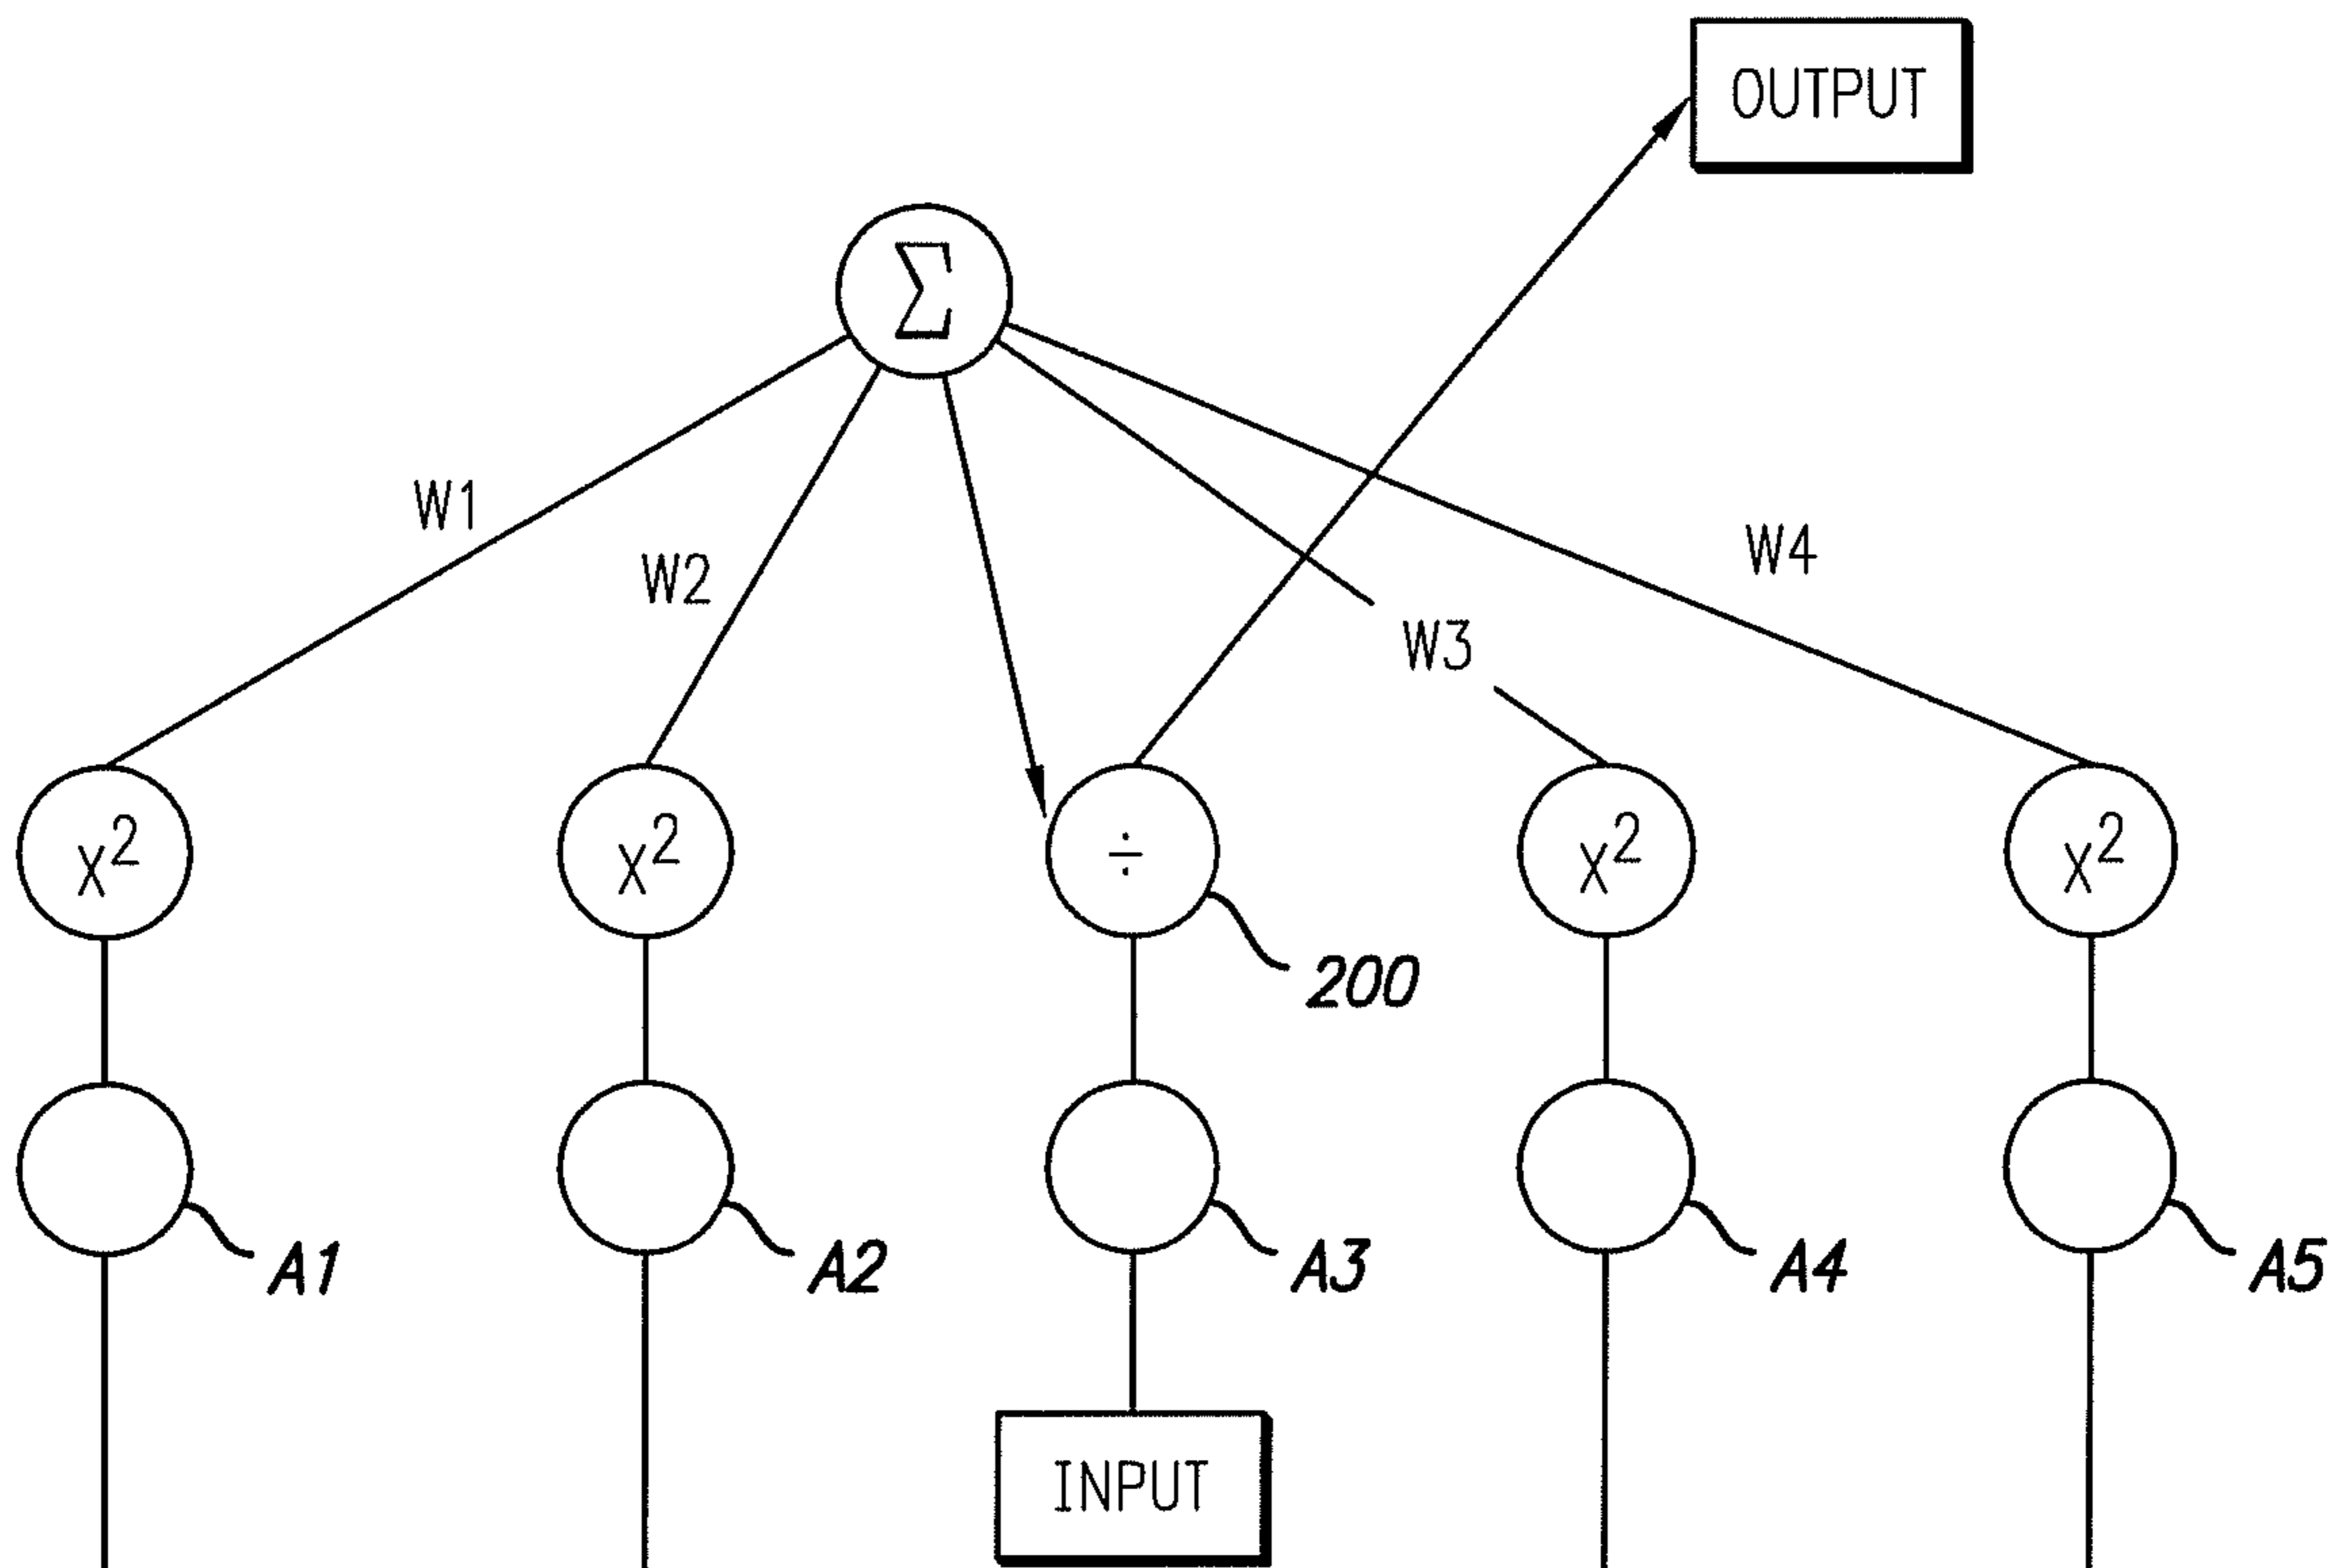 OUTPUT
Σ
W1
W2
W4
W3
X²
X²
÷
X²
X²
200
A1
A2
A3
A4
A5
INPUT